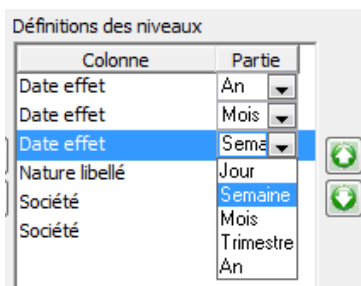 Définitions des niveaux
Colonne Partie
Date effet An
Date effet Mois
Date effet Sema
Nature libellé Jour
Société Semaine
Société Mois
Trimestre
An